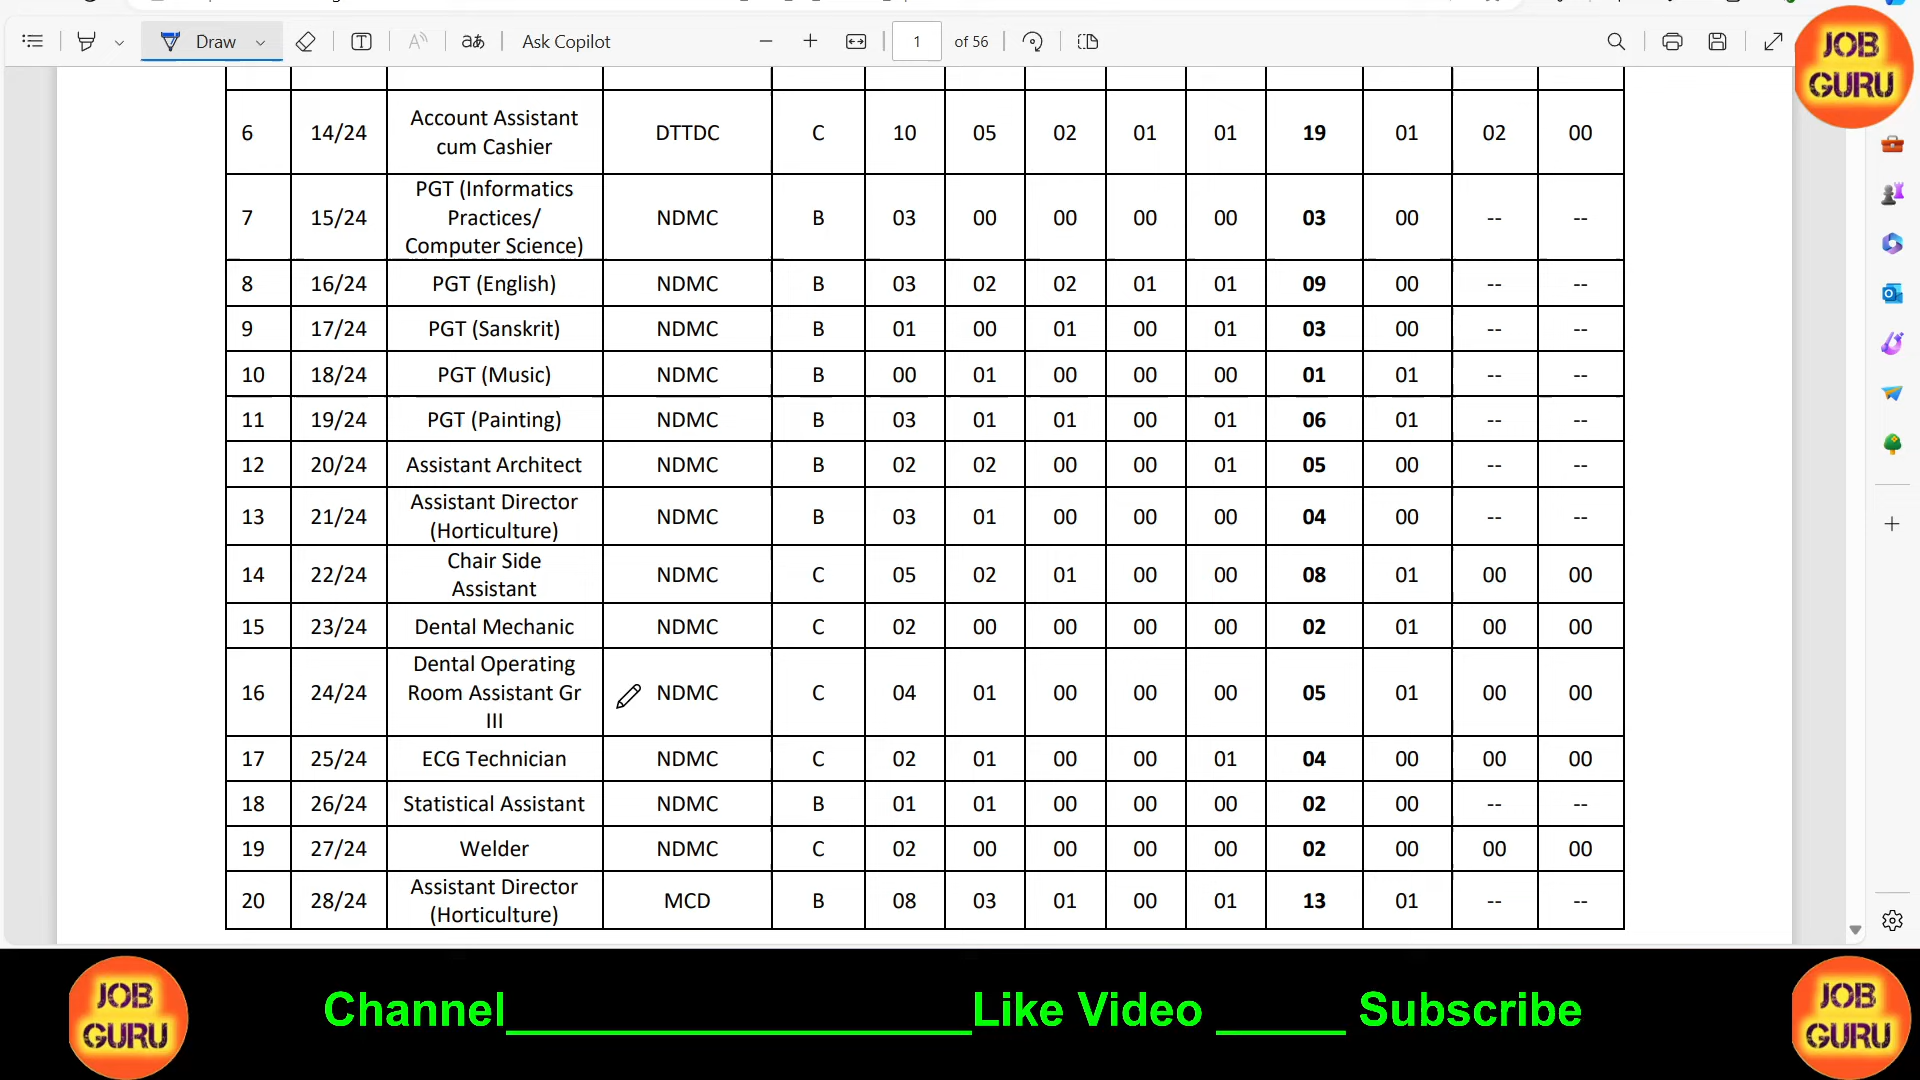 Draw
Ask Copilot
1 of 56
JOB
GURU
6 14/24 Account Assistant cum Cashier DTTDC C 10 05 02 01 01 19 01 02 00
7 15/24 PGT (Informatics Practices/ Computer Science) NDMC B 03 00 00 00 00 03 00 -- --
8 16/24 PGT (English) NDMC B 03 02 02 01 01 09 00 -- --
9 17/24 PGT (Sanskrit) NDMC B 01 00 01 00 01 03 00 -- --
10 18/24 PGT (Music) NDMC B 00 01 00 00 00 01 01 -- --
11 19/24 PGT (Painting) NDMC B 03 01 01 00 01 06 01 -- --
12 20/24 Assistant Architect NDMC B 02 02 00 00 01 05 00 -- --
13 21/24 Assistant Director (Horticulture) NDMC B 03 01 00 00 00 04 00 -- --
14 22/24 Chair Side Assistant NDMC C 05 02 01 00 00 08 01 00 00
15 23/24 Dental Mechanic NDMC C 02 00 00 00 00 02 01 00 00
16 24/24 Dental Operating Room Assistant Gr III NDMC C 04 01 00 00 00 05 01 00 00
17 25/24 ECG Technician NDMC C 02 01 00 00 01 04 00 00 00
18 26/24 Statistical Assistant NDMC B 01 01 00 00 00 02 00 -- --
19 27/24 Welder NDMC C 02 00 00 00 00 02 00 00 00
20 28/24 Assistant Director (Horticulture) MCD B 08 03 01 00 01 13 01 -- --
JOB
GURU
Channel__________________Like Video _____ Subscribe
JOB
GURU